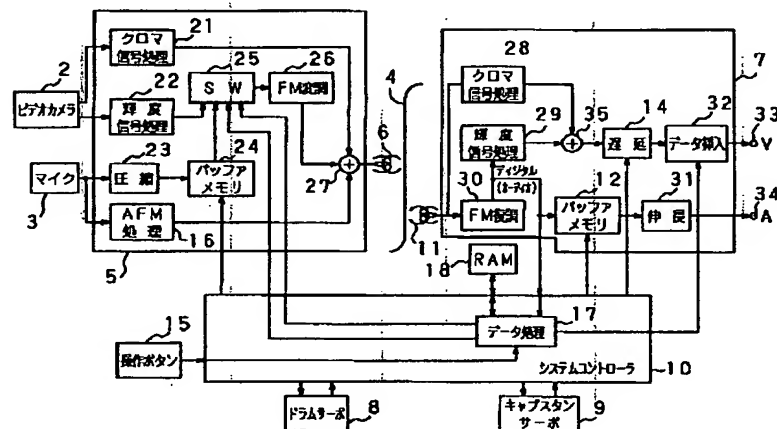 2
ビデオカメラ
マイク
3
クロマ
信号処理
21
22
輝度
信号処理
25
SW
26
FM変調
23
圧縮
24
バッファ
メモリ
AFM
処理
16
5
27
6
4
11
28
クロマ
信号処理
輝度
信号処理
29
35
14
遅延
32
データ挿入
7
33
V
ディジタル
(オーディオ)
30
FM復調
12
バッファ
メモリ
31
伸長
34
A
18
RAM
17
データ処理
15
操作ボタン
システムコントローラ
10
ドラムサーボ
8
キャプスタン
サーボ
9